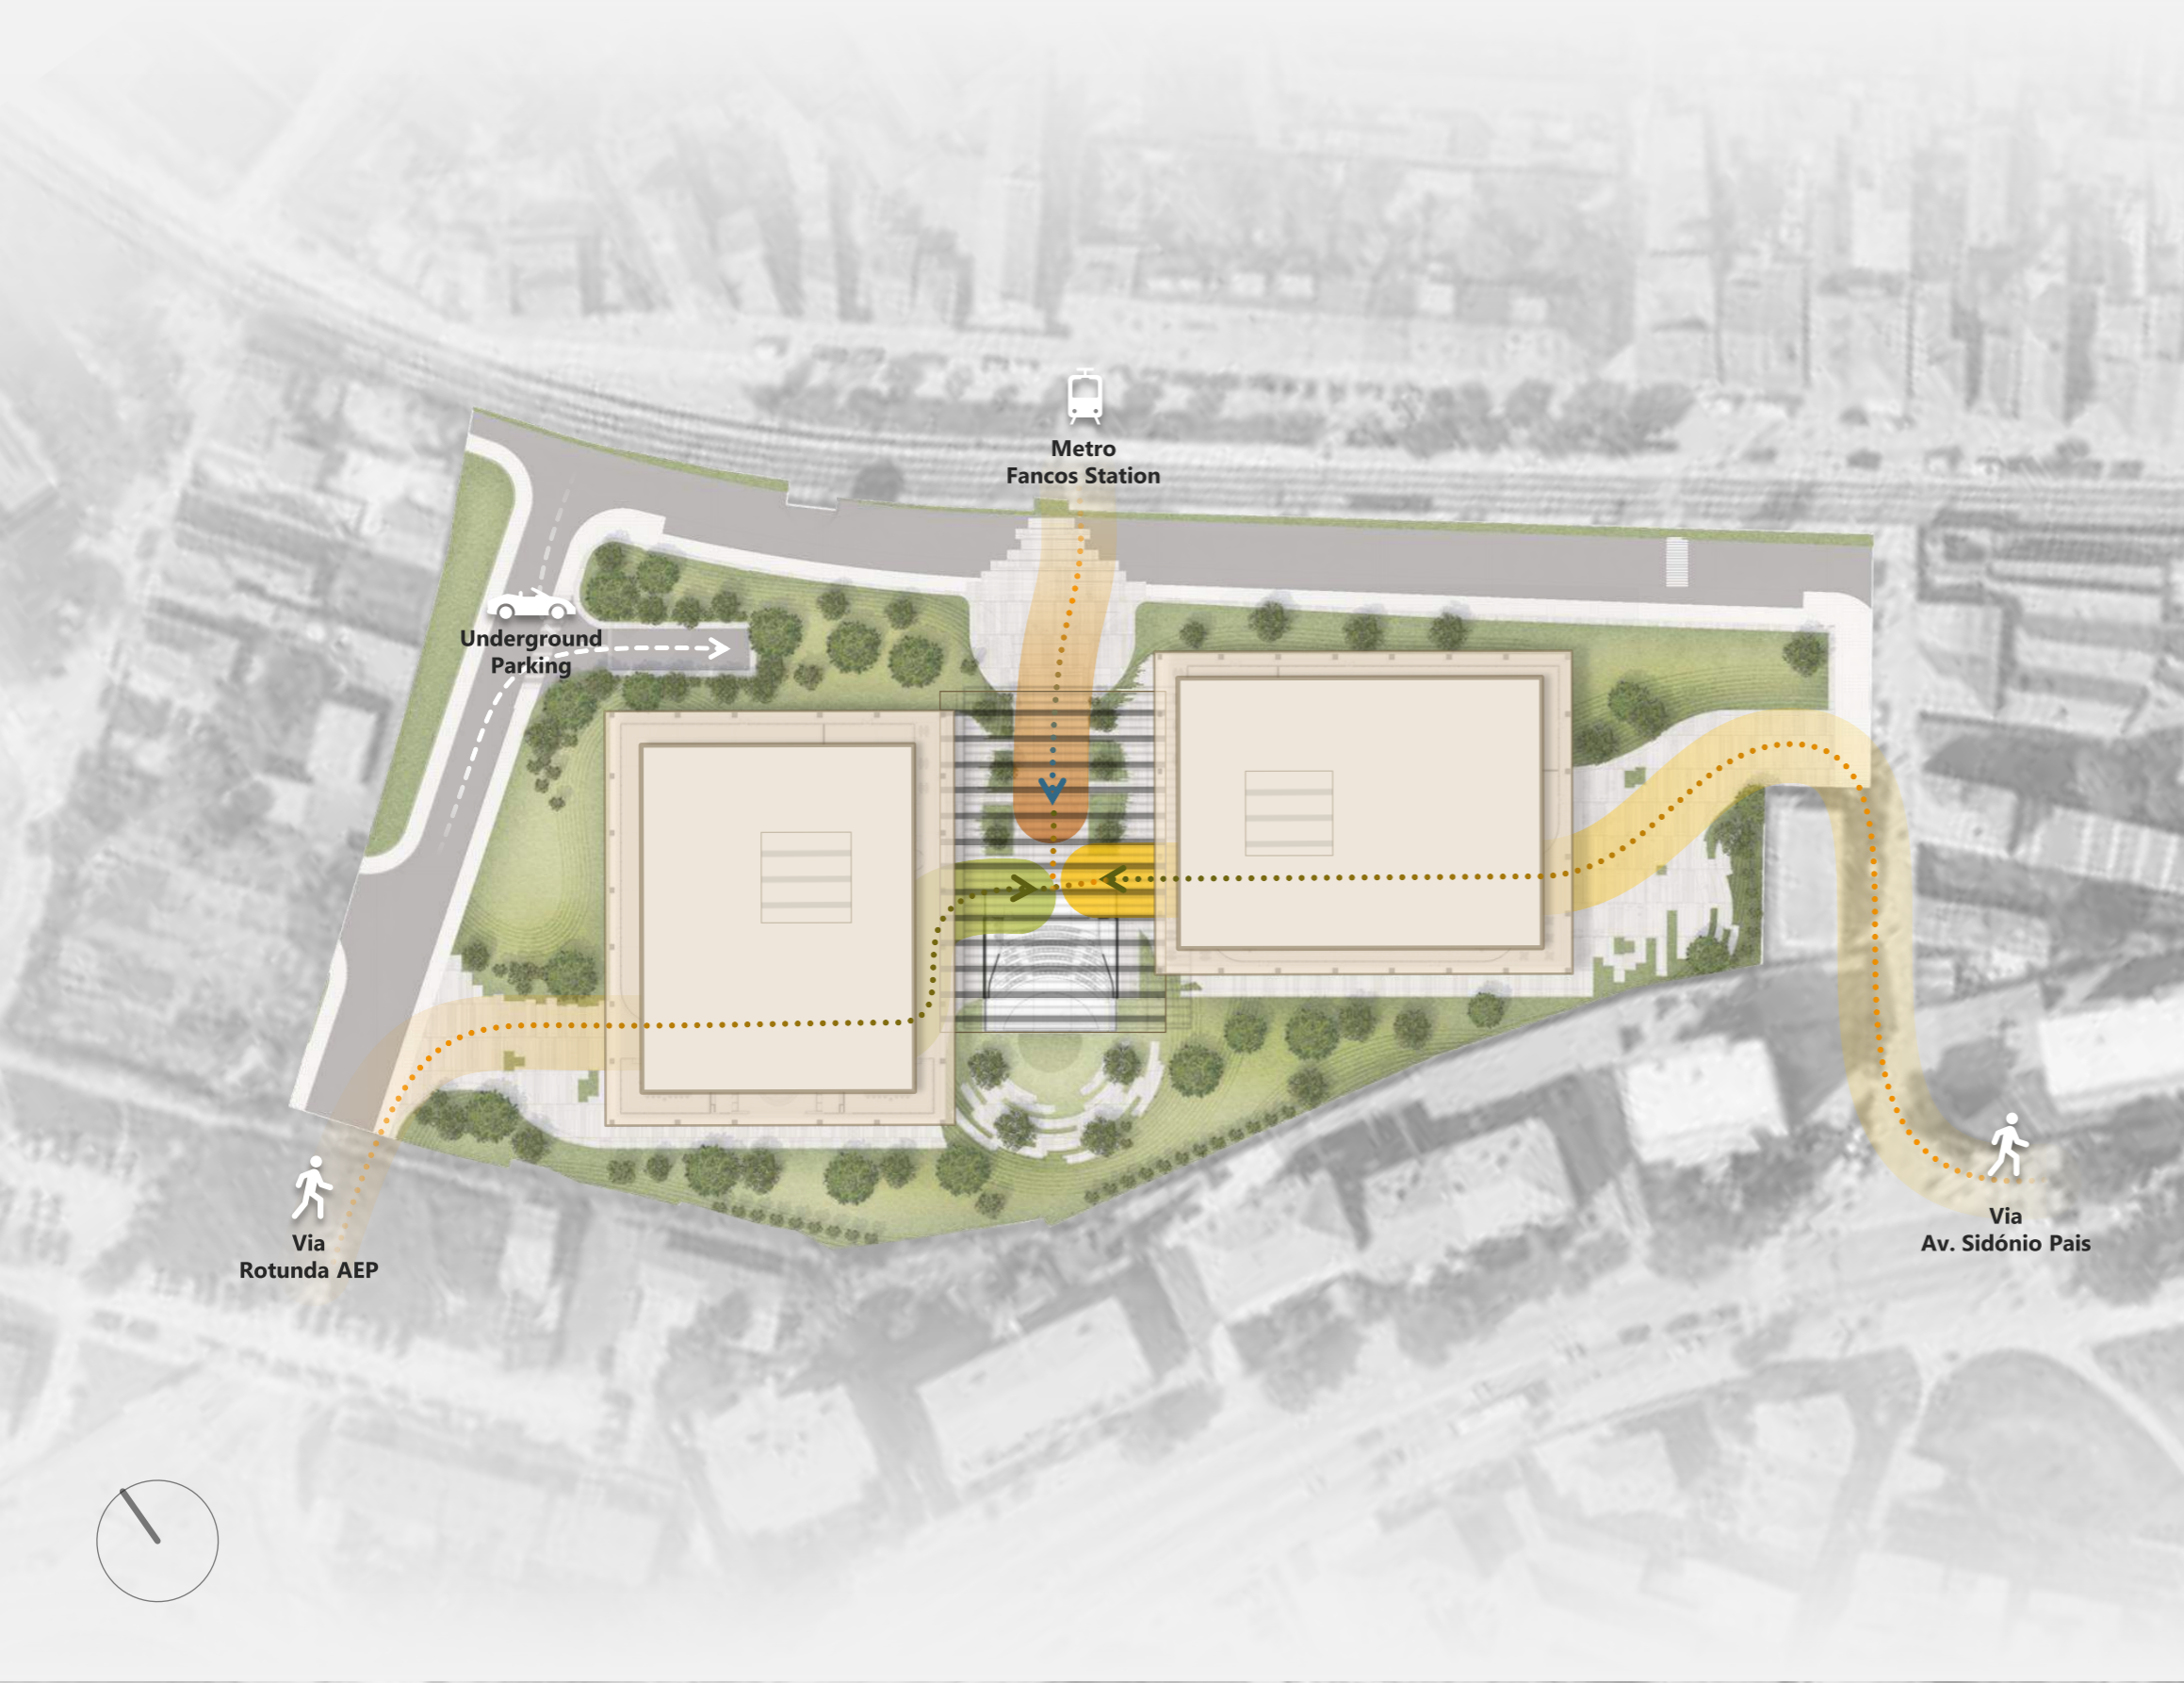 Metro
Fancos Station
Underground
Parking
Via
Rotunda AEP
Via
Av. Sidónio Pais